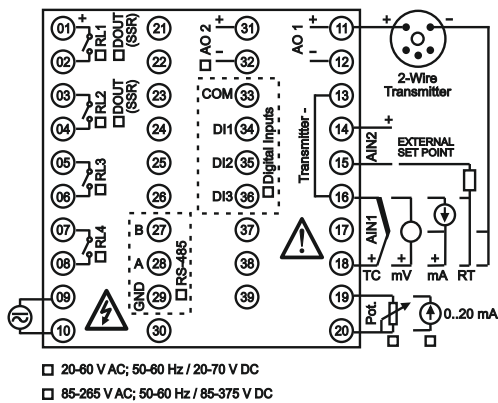 01 + 21 AO 2 + 31 AO 1 + 11 + −
02 RL1 DOUT (SSR) 22 − 32 − 12
2-Wire
Transmitter
03 RL2 DOUT (SSR) 23 COM 33 Transmitter - 13
04 24 DI1 34 Digital Inputs 14 + AIN2
05 RL3 25 DI2 35 15 EXTERNAL
SET POINT
06 26 DI3 36 16 + AIN1 +
07 RL4 B 27 RS-485 37 17
08 A 28 38 18 + TC + mV + mA RT
09 GND 29 39 19 Pot. 0..20 mA
10 30 20
20-60 V AC; 50-60 Hz / 20-70 V DC
85-265 V AC; 50-60 Hz / 85-375 V DC